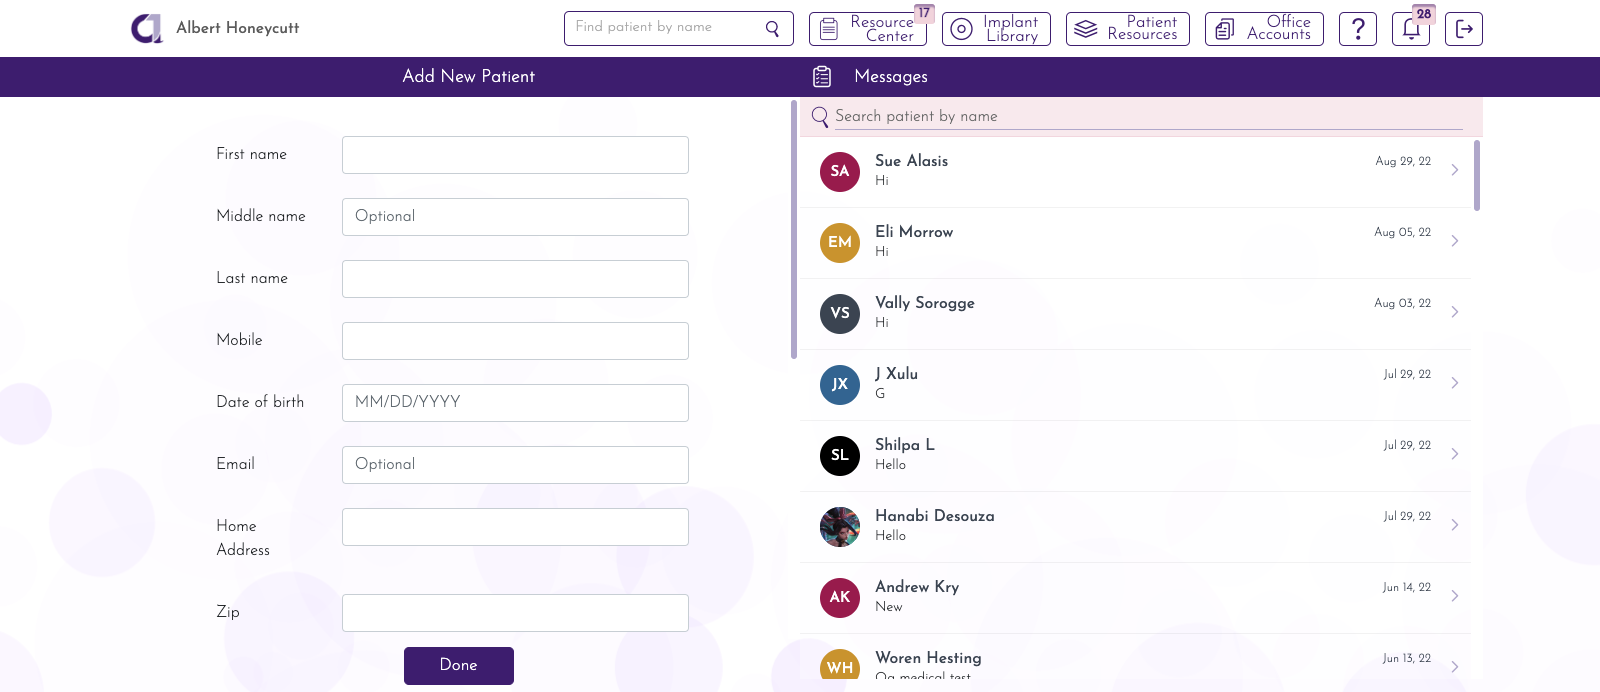 Albert Honeycutt
Find patient by name
Resource
Center
17
Implant
Library
Patient
Resources
Office
Accounts
?
28
Add New Patient
Messages
First name
Middle name
Optional
Last name
Mobile
Date of birth
MM/DD/YYYY
Email
Optional
Home
Address
Zip
Done
Search patient by name
SA
Sue Alasis
Aug 29, 22
Hi
EM
Eli Morrow
Aug 05, 22
Hi
VS
Vally Sorogge
Aug 03, 22
Hi
JX
J Xulu
Jul 29, 22
G
SL
Shilpa L
Jul 29, 22
Hello
Hanabi Desouza
Jul 29, 22
Hello
AK
Andrew Kry
Jun 14, 22
New
WH
Woren Hesting
Jun 13, 22
Qa medical test